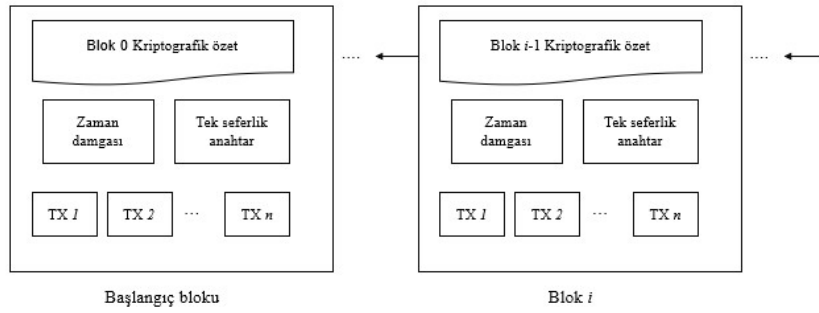 Blok 0 Kriptografik özet
Zaman
damgası
Tek seferlik
anahtar
TX 1
TX 2
...
TX n
Başlangıç bloku
....
Blok i-1 Kriptografik özet
Zaman
damgası
Tek seferlik
anahtar
TX 1
TX 2
...
TX n
Blok i
....